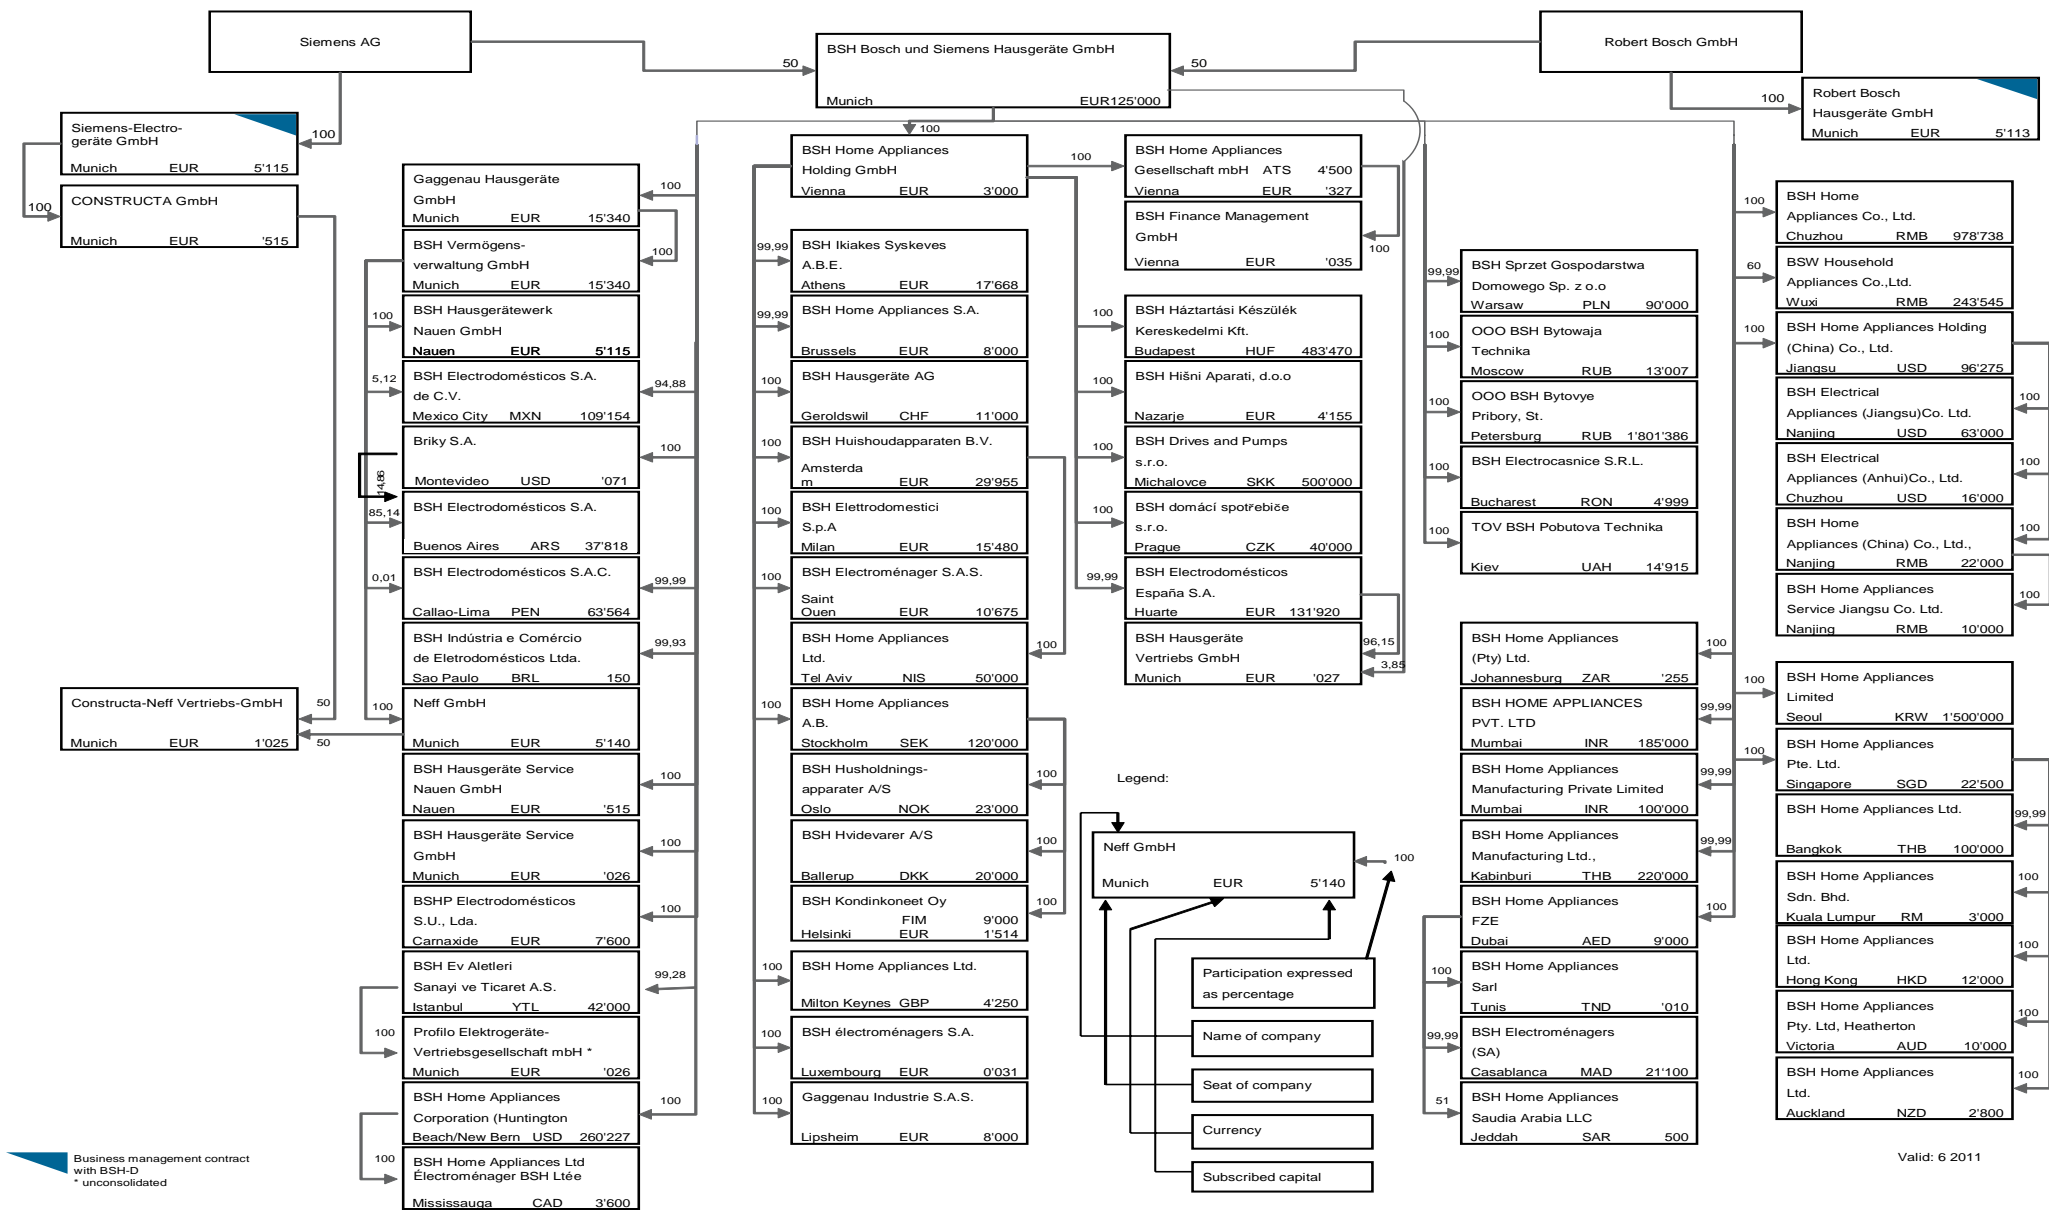 Siemens AG
BSH Bosch und Siemens Hausgeräte GmbH
Munich EUR125'000
Robert Bosch GmbH
50
50
100
Robert Bosch
Hausgeräte GmbH
Munich EUR 5'113
100
Siemens-Electro-
geräte GmbH
Munich EUR 5'115
100
CONSTRUCTA GmbH
Munich EUR '515
50
Constructa-Neff Vertriebs-GmbH
Munich EUR 1'025
50
Gaggenau Hausgeräte
GmbH
Munich EUR 15'340
100
BSH Vermögens-
verwaltung GmbH
Munich EUR 15'340
100
100
BSH Hausgerätewerk
Nauen GmbH
Nauen EUR 5'115
5,12
BSH Electrodomésticos S.A.
de C.V.
Mexico City MXN 109'154
94,88
Briky S.A.
Montevideo USD '071
100
14,86
85,14
BSH Electrodomésticos S.A.
Buenos Aires ARS 37'818
0,01
BSH Electrodomésticos S.A.C.
Callao-Lima PEN 63'564
99,99
BSH Indústria e Comércio
de Eletrodomésticos Ltda.
Sao Paulo BRL 150
99,93
100
Neff GmbH
Munich EUR 5'140
BSH Hausgeräte Service
Nauen GmbH
Nauen EUR '515
100
BSH Hausgeräte Service
GmbH
Munich EUR '026
100
BSHP Electrodomésticos
S.U., Lda.
Carnaxide EUR 7'600
100
BSH Ev Aletleri
Sanayi ve Ticaret A.S.
Istanbul YTL 42'000
99,28
100
Profilo Elektrogeräte-
Vertriebsgesellschaft mbH *
Munich EUR '026
BSH Home Appliances
Corporation (Huntington
Beach/New Bern USD 260'227
100
100
BSH Home Appliances Ltd
Électroménager BSH Ltée
Mississauga CAD 3'600
100
BSH Home Appliances
Holding GmbH
Vienna EUR 3'000
99,99
BSH Ikiakes Syskeves
A.B.E.
Athens EUR 17'668
99,99
BSH Home Appliances S.A.
Brussels EUR 8'000
100
BSH Hausgeräte AG
Geroldswil CHF 11'000
100
BSH Huishoudapparaten B.V.
Amsterda
m EUR 29'955
100
BSH Elettrodomestici
S.p.A
Milan EUR 15'480
100
BSH Electroménager S.A.S.
Saint
Ouen EUR 10'675
BSH Home Appliances
Ltd.
Tel Aviv NIS 50'000
100
100
BSH Home Appliances
A.B.
Stockholm SEK 120'000
BSH Husholdnings-
apparater A/S
Oslo NOK 23'000
100
BSH Hvidevarer A/S
Ballerup DKK 20'000
100
BSH Kondinkoneet Oy
FIM 9'000
Helsinki EUR 1'514
100
100
BSH Home Appliances Ltd.
Milton Keynes GBP 4'250
100
BSH électroménagers S.A.
Luxembourg EUR 0'031
100
Gaggenau Industrie S.A.S.
Lipsheim EUR 8'000
100
BSH Home Appliances
Gesellschaft mbH ATS 4'500
Vienna EUR '327
BSH Finance Management
GmbH
Vienna EUR '035
100
100
BSH Háztartási Készülék
Kereskedelmi Kft.
Budapest HUF 483'470
100
BSH Hišni Aparati, d.o.o
Nazarje EUR 4'155
100
BSH Drives and Pumps
s.r.o.
Michalovce SKK 500'000
100
BSH domácí spotřebiče
s.r.o.
Prague CZK 40'000
99,99
BSH Electrodomésticos
España S.A.
Huarte EUR 131'920
BSH Hausgeräte
Vertriebs GmbH
Munich EUR '027
96,15
3,85
99,99
BSH Sprzet Gospodarstwa
Domowego Sp. z o.o
Warsaw PLN 90'000
100
OOO BSH Bytowaja
Technika
Moscow RUB 13'007
100
OOO BSH Bytovye
Pribory, St.
Petersburg RUB 1'801'386
100
BSH Electrocasnice S.R.L.
Bucharest RON 4'999
100
TOV BSH Pobutova Technika
Kiev UAH 14'915
BSH Home Appliances
(Pty) Ltd.
Johannesburg ZAR '255
100
BSH HOME APPLIANCES
PVT. LTD
Mumbai INR 185'000
99,99
BSH Home Appliances
Manufacturing Private Limited
Mumbai INR 100'000
99,99
BSH Home Appliances
Manufacturing Ltd.,
Kabinburi THB 220'000
99,99
BSH Home Appliances
FZE
Dubai AED 9'000
100
100
BSH Home Appliances
Sarl
Tunis TND '010
99,99
BSH Electroménagers
(SA)
Casablanca MAD 21'100
51
BSH Home Appliances
Saudia Arabia LLC
Jeddah SAR 500
100
BSH Home
Appliances Co., Ltd.
Chuzhou RMB 978'738
60
BSW Household
Appliances Co.,Ltd.
Wuxi RMB 243'545
100
BSH Home Appliances Holding
(China) Co., Ltd.
Jiangsu USD 96'275
BSH Electrical
Appliances (Jiangsu)Co. Ltd.
Nanjing USD 63'000
100
BSH Electrical
Appliances (Anhui)Co., Ltd.
Chuzhou USD 16'000
100
BSH Home
Appliances (China) Co., Ltd.,
Nanjing RMB 22'000
100
BSH Home Appliances
Service Jiangsu Co. Ltd.
Nanjing RMB 10'000
100
100
BSH Home Appliances
Limited
Seoul KRW 1'500'000
100
BSH Home Appliances
Pte. Ltd.
Singapore SGD 22'500
BSH Home Appliances Ltd.
Bangkok THB 100'000
99,99
BSH Home Appliances
Sdn. Bhd.
Kuala Lumpur RM 3'000
100
BSH Home Appliances
Ltd.
Hong Kong HKD 12'000
100
BSH Home Appliances
Pty. Ltd, Heatherton
Victoria AUD 10'000
100
BSH Home Appliances
Ltd.
Auckland NZD 2'800
100
Legend:
Neff GmbH
Munich EUR 5'140
100
Participation expressed
as percentage
Name of company
Seat of company
Currency
Subscribed capital
Business management contract
with BSH-D
* unconsolidated
Valid: 6 2011